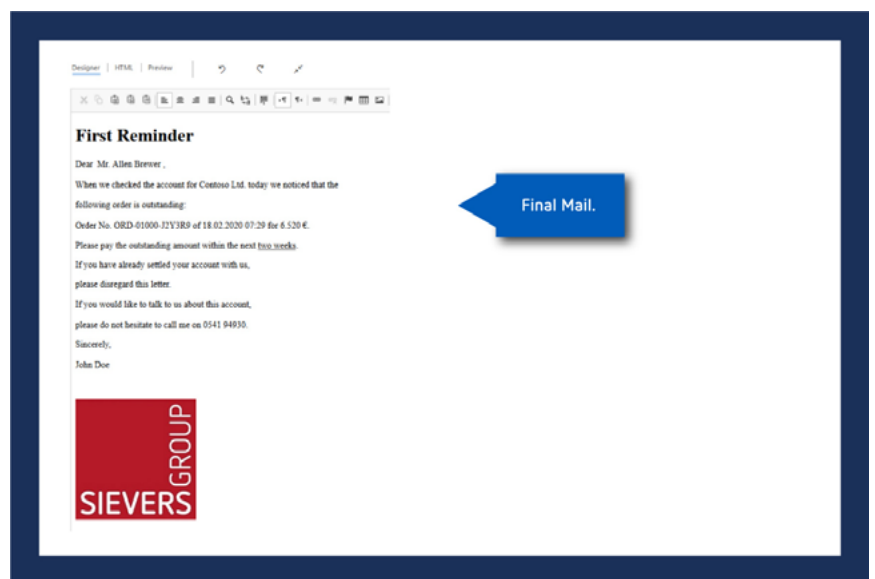 Designer | HTML | Preview
First Reminder
Dear Mr. Allen Brewer ,
When we checked the account for Contoso Ltd. today we noticed that the
following order is outstanding:
Order No. ORD-01000-J2Y3R9 of 18.02.2020 07:29 for 6.520 €.
Please pay the outstanding amount within the next two weeks.
If you have already settled your account with us,
please disregard this letter.
If you would like to talk to us about this account,
please do not hesitate to call me on 0541 94930.
Sincerely,
John Doe
SIEVERS
GROUP
Final Mail.